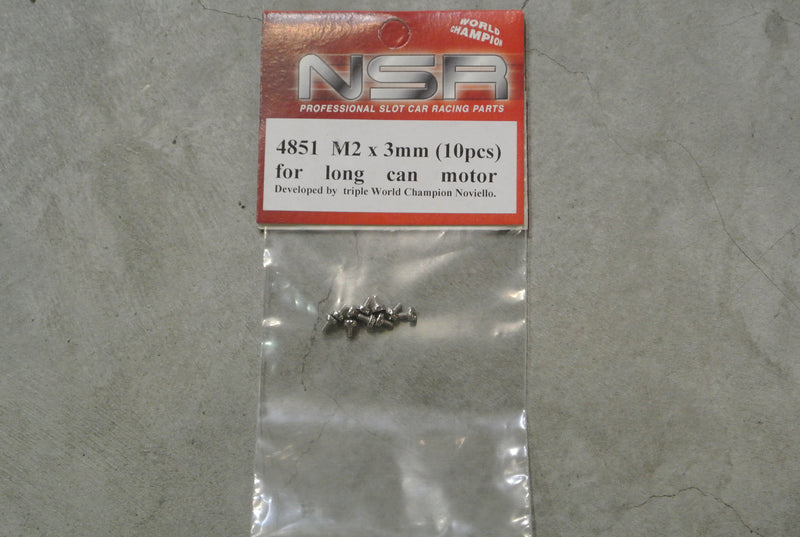 WORLD
CHAMPION
NSR
PROFESSIONAL SLOT CAR RACING PARTS
4851 M2 x 3mm (10pcs)
for long can motor
Developed by triple World Champion Noviello.